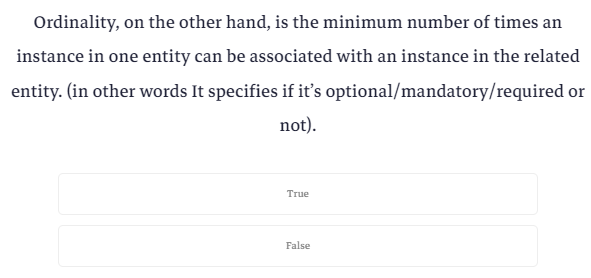 Ordinality, on the other hand, is the minimum number of times an
instance in one entity can be associated with an instance in the related
entity. (in other words It specifies if it’s optional/mandatory/required or
not).
True
False